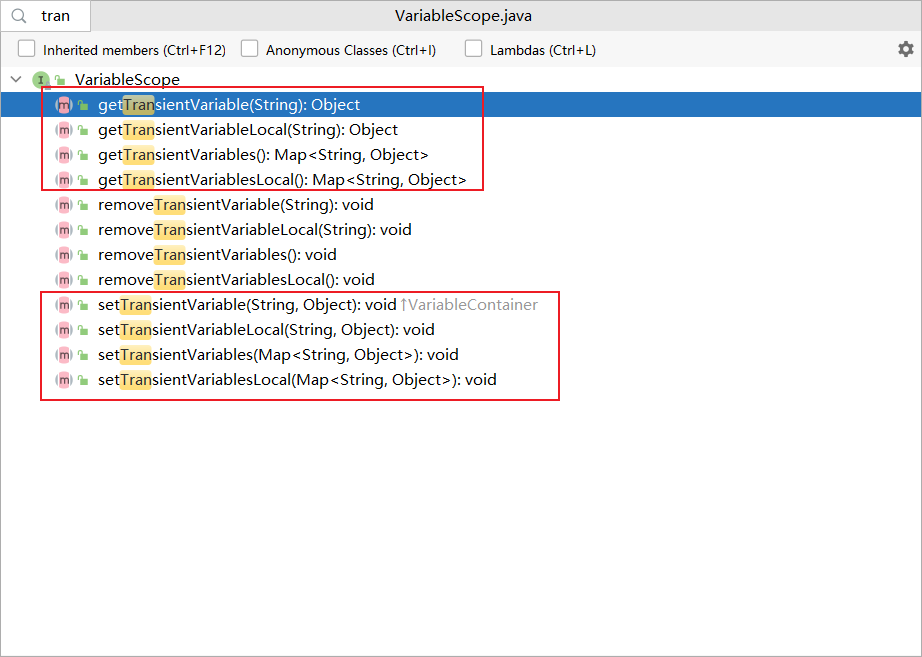 tran
VariableScope.java
Inherited members (Ctrl+F12) Anonymous Classes (Ctrl+I) Lambdas (Ctrl+L)
I VariableScope
m getTransientVariable(String): Object
m getTransientVariableLocal(String): Object
m getTransientVariables(): Map<String, Object>
m getTransientVariablesLocal(): Map<String, Object>
m removeTransientVariable(String): void
m removeTransientVariableLocal(String): void
m removeTransientVariables(): void
m removeTransientVariablesLocal(): void
m setTransientVariable(String, Object): void ↑VariableContainer
m setTransientVariableLocal(String, Object): void
m setTransientVariables(Map<String, Object>): void
m setTransientVariablesLocal(Map<String, Object>): void